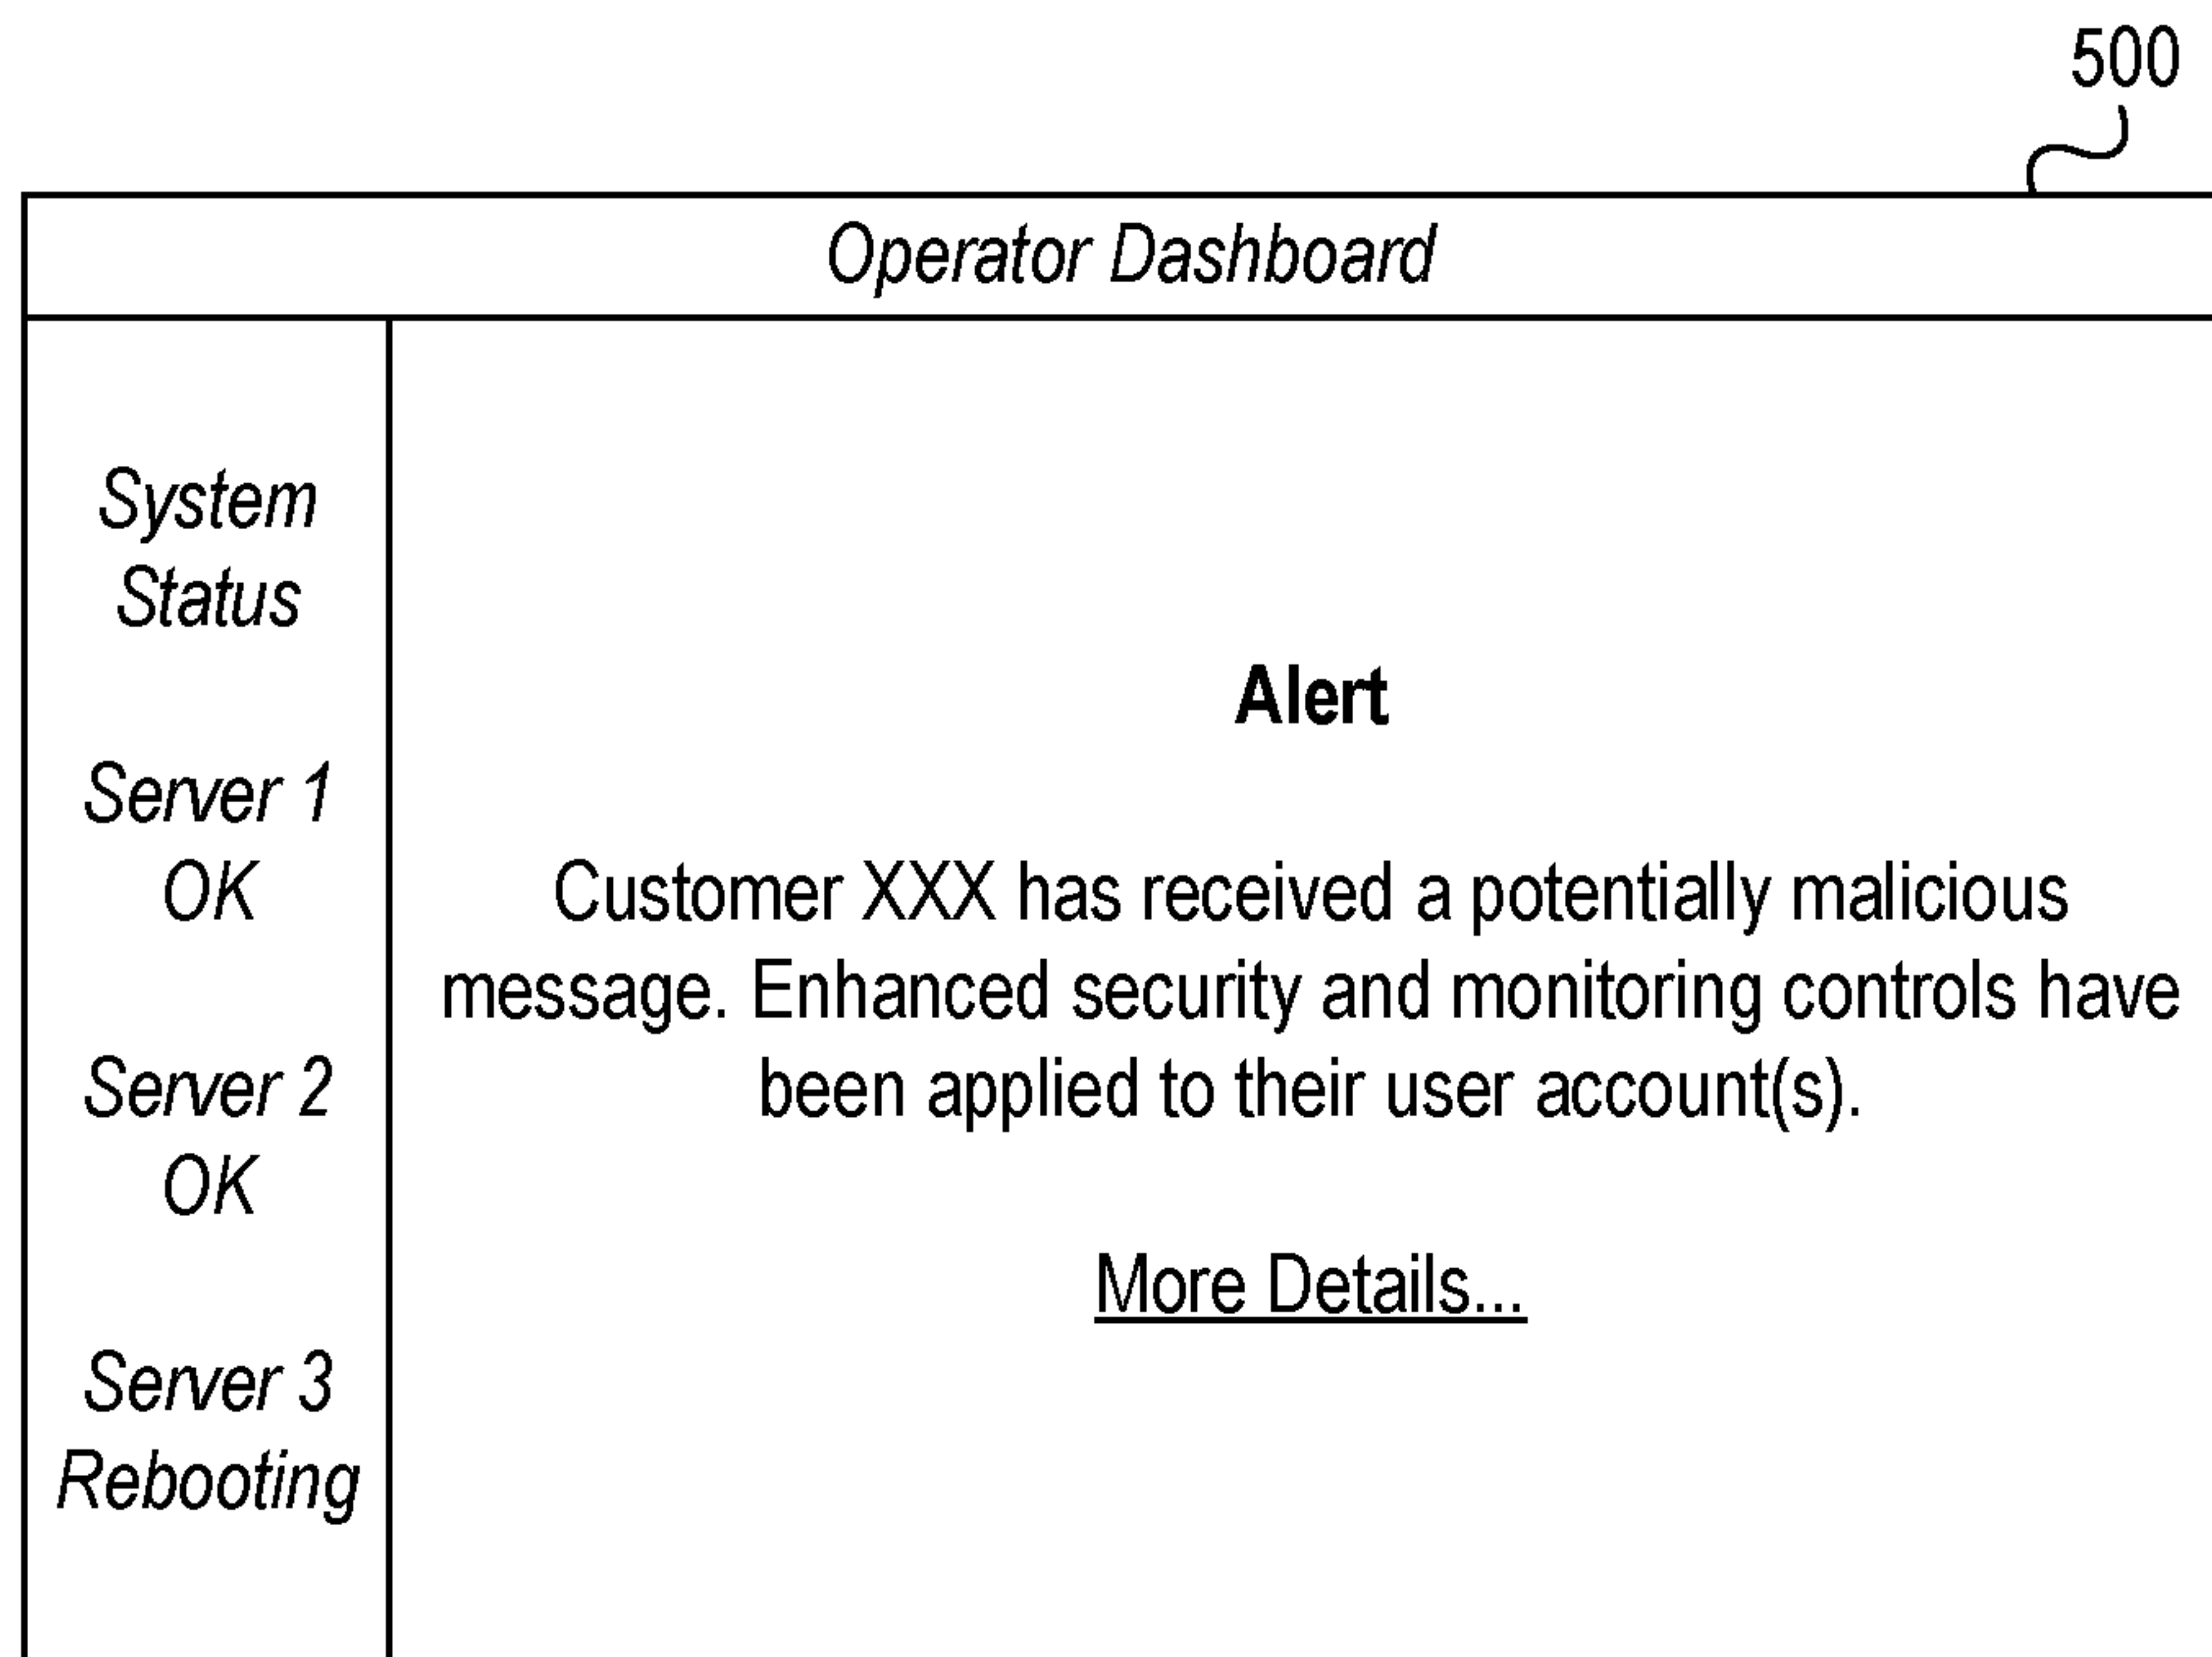 500
Operator Dashboard
System
Status
Server 1
OK
Server 2
OK
Server 3
Rebooting
Alert
Customer XXX has received a potentially malicious
message. Enhanced security and monitoring controls have
been applied to their user account(s).
More Details...